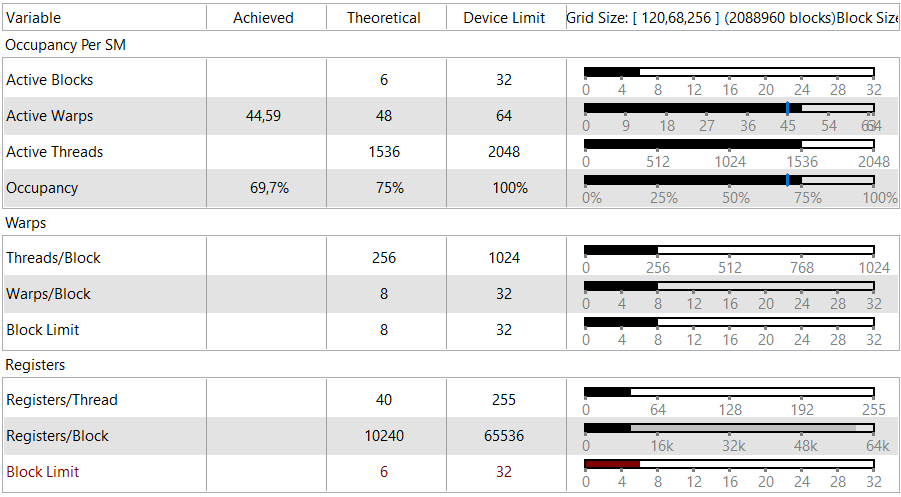 Variable Achieved Theoretical Device Limit Grid Size: [ 120,68,256 ] (2088960 blocks)Block Size
Occupancy Per SM
Active Blocks 6 32
0 4 8 12 16 20 24 28 32
Active Warps 44,59 48 64
0 9 18 27 36 45 54 63 64
Active Threads 1536 2048
0 512 1024 1536 2048
Occupancy 69,7% 75% 100%
0% 25% 50% 75% 100%
Warps
Threads/Block 256 1024
0 256 512 768 1024
Warps/Block 8 32
0 4 8 12 16 20 24 28 32
Block Limit 8 32
0 4 8 12 16 20 24 28 32
Registers
Registers/Thread 40 255
0 64 128 192 255
Registers/Block 10240 65536
0 16k 32k 48k 64k
Block Limit 6 32
0 4 8 12 16 20 24 28 32